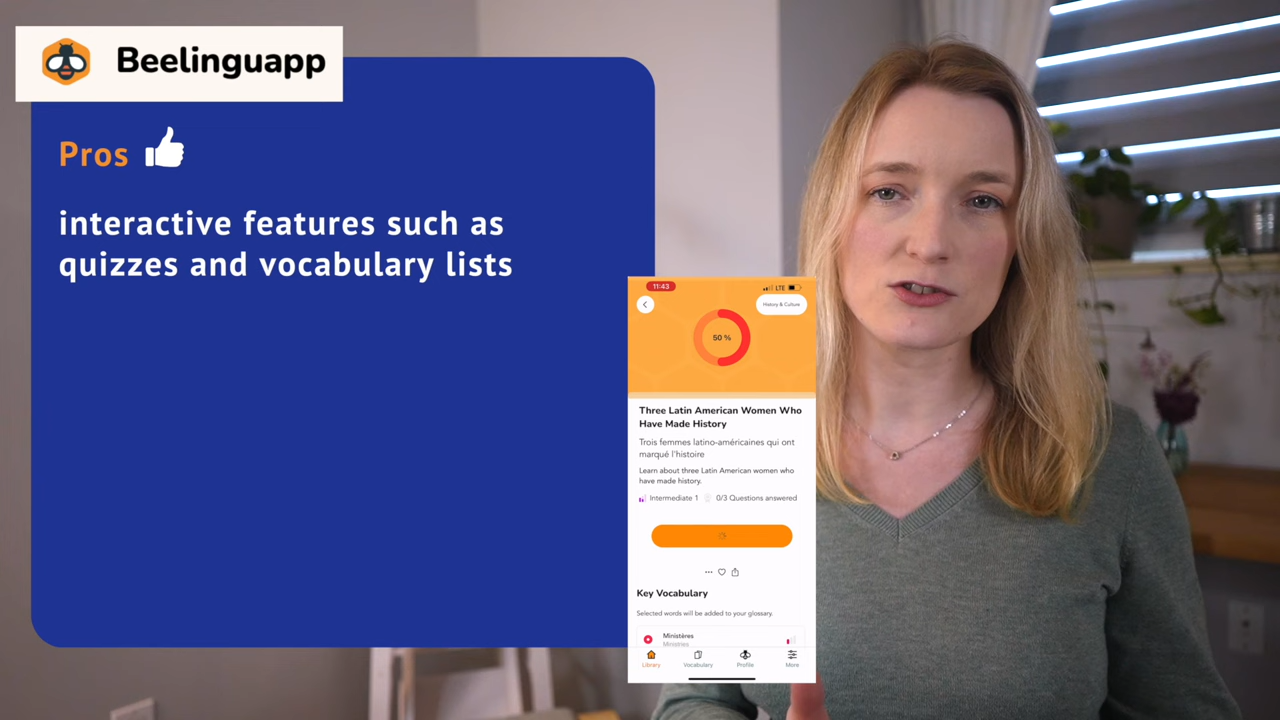 Beelinguapp
Pros
interactive features such as
quizzes and vocabulary lists
11:43
LTE
History & Culture
50 %
Three Latin American Women Who
Have Made History
Trois femmes latino-américaines qui ont
marqué l'histoire
Learn about three Latin American women who
have made history.
Intermediate 1
0/3 Questions answered
Key Vocabulary
Selected words will be added to your glossary.
Ministères
Ministries
Library
Vocabulary
Profile
More